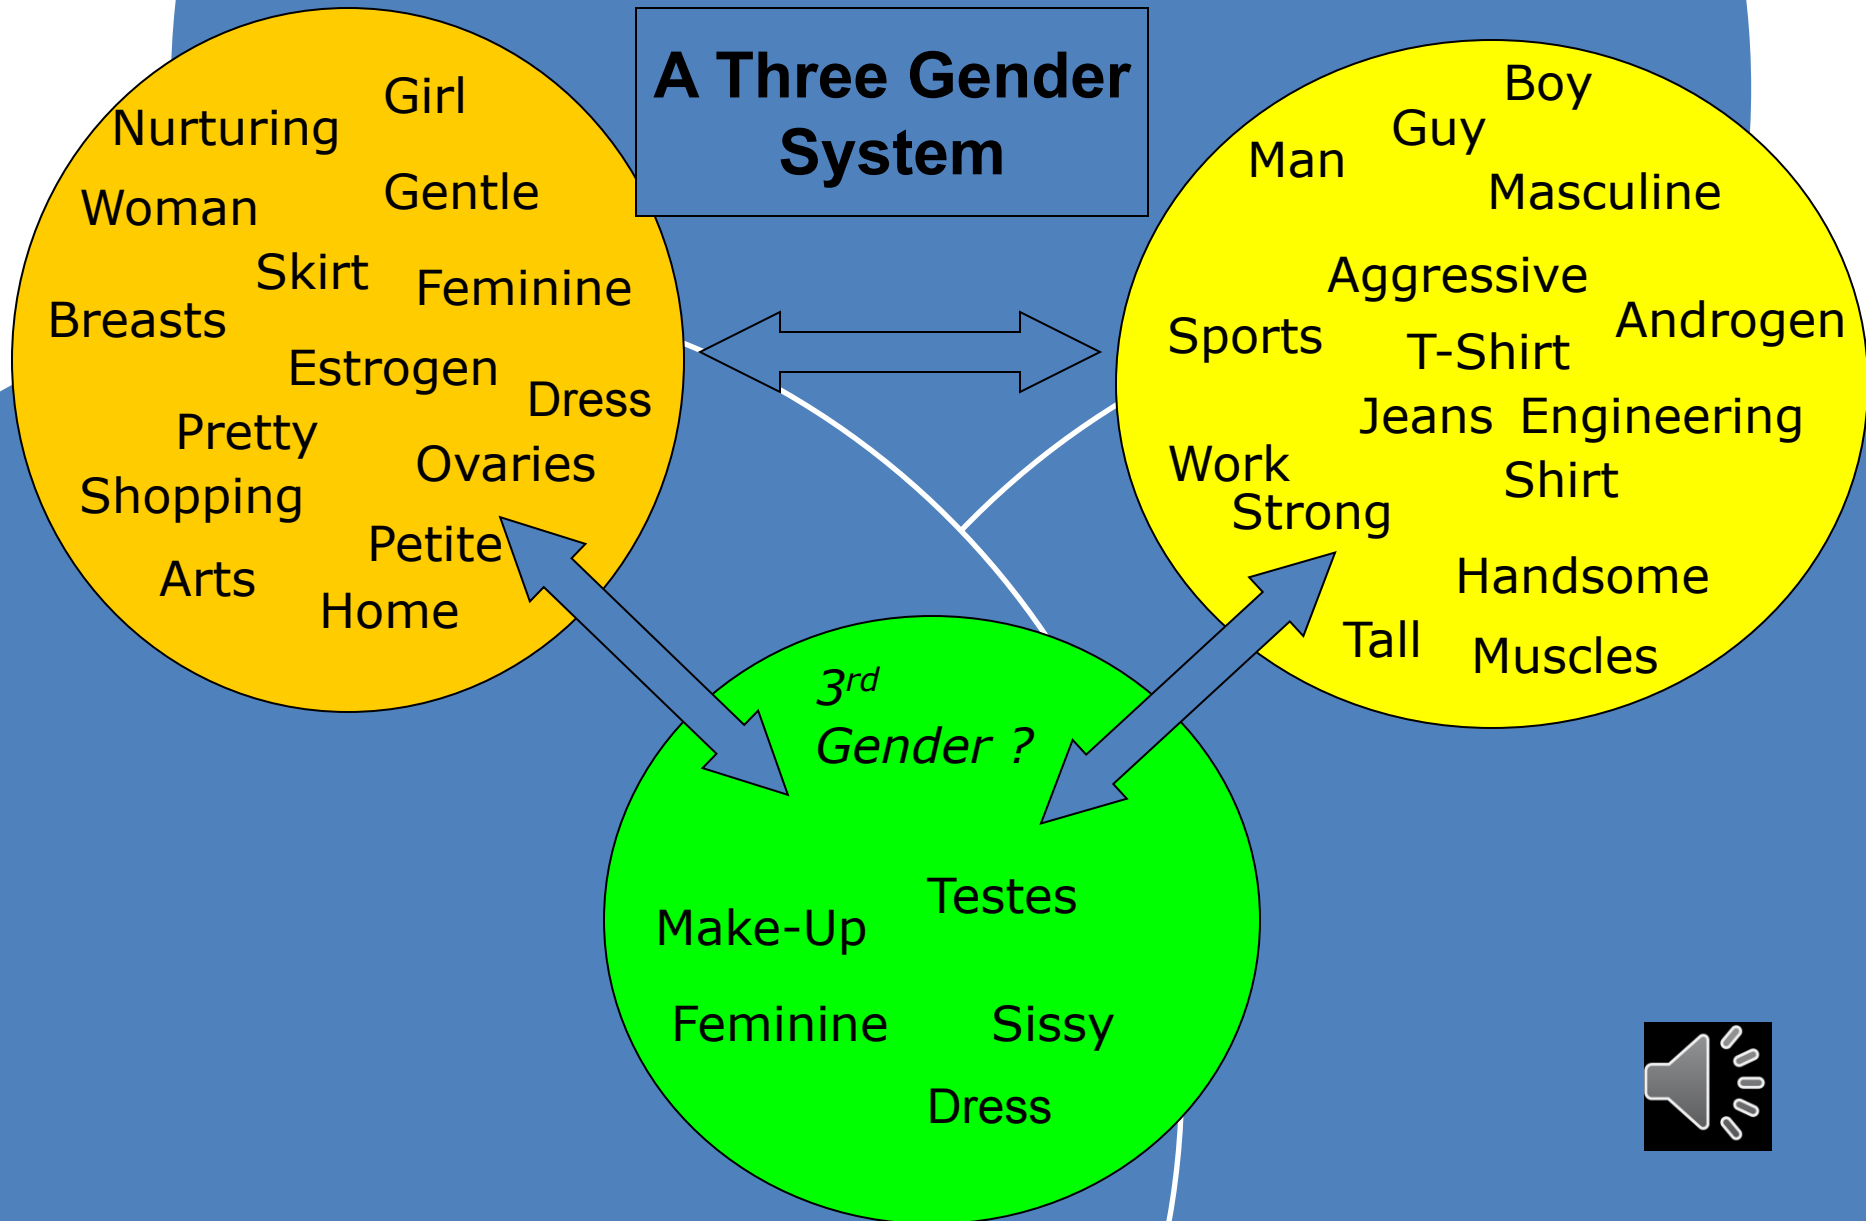 A Three Gender
System
Girl
Nurturing
Gentle
Woman
Skirt
Feminine
Breasts
Estrogen
Dress
Pretty
Ovaries
Shopping
Petite
Arts
Home
Boy
Guy
Man
Masculine
Aggressive
Androgen
Sports
T-Shirt
Jeans Engineering
Work
Shirt
Strong
Handsome
Tall
Muscles
3rd
Gender ?
Testes
Make-Up
Feminine
Sissy
Dress